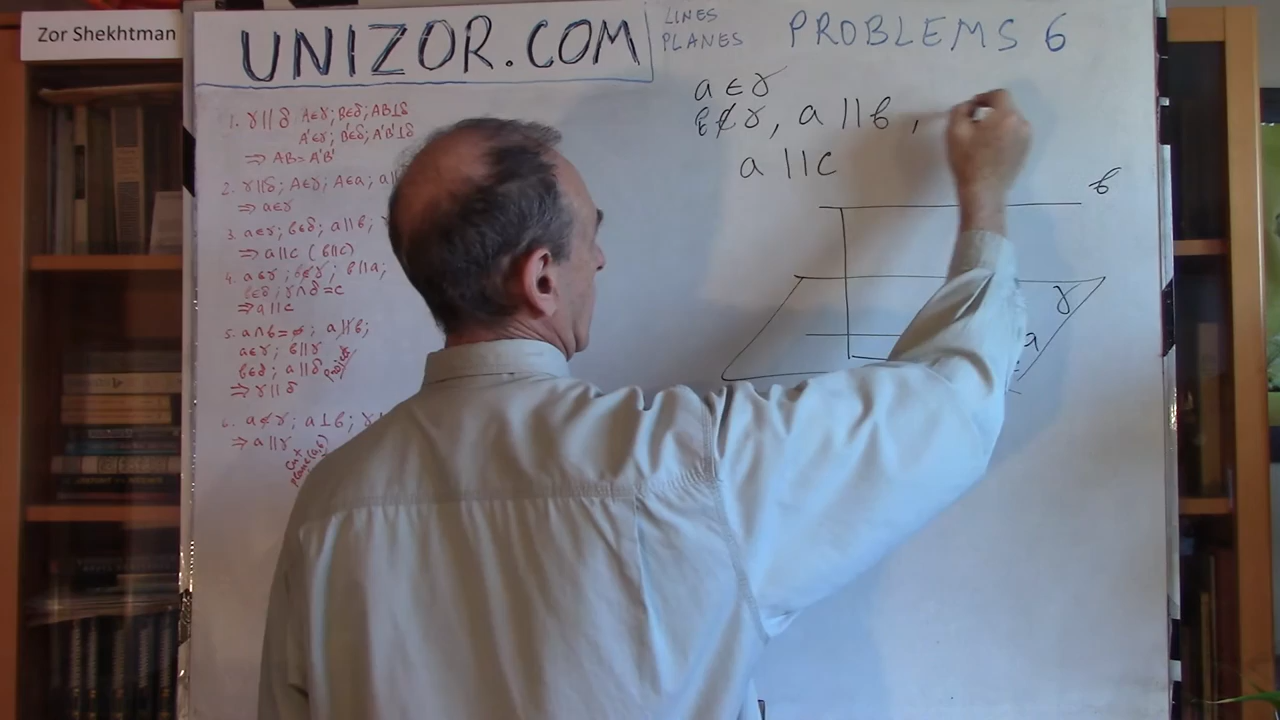 Zor Shekhtman
UNIZOR.COM
LINES
PLANES
PROBLEMS 6
a∈γ
b∉γ, a||b,
a||c
b
γ
a
1. γ||δ; A∈γ; B∈δ; AB⊥δ
A'∈γ; B'∈δ; A'B'⊥δ
⇒ AB=A'B'
2. γ||δ; A∈γ; A∈a; a||
⇒ a∈γ
3. a∈γ; b∈δ; a||b;
⇒ a||c (b||c)
4. a∈γ; b∉γ; b||a;
b∈δ; γ∩δ=c
⇒ a||c
5. a∩b=ø; a∦b;
a∈γ; b||γ
b∈δ; a||δ
⇒ γ||δ
6. a∉γ; a⊥b;
⇒ a||γ